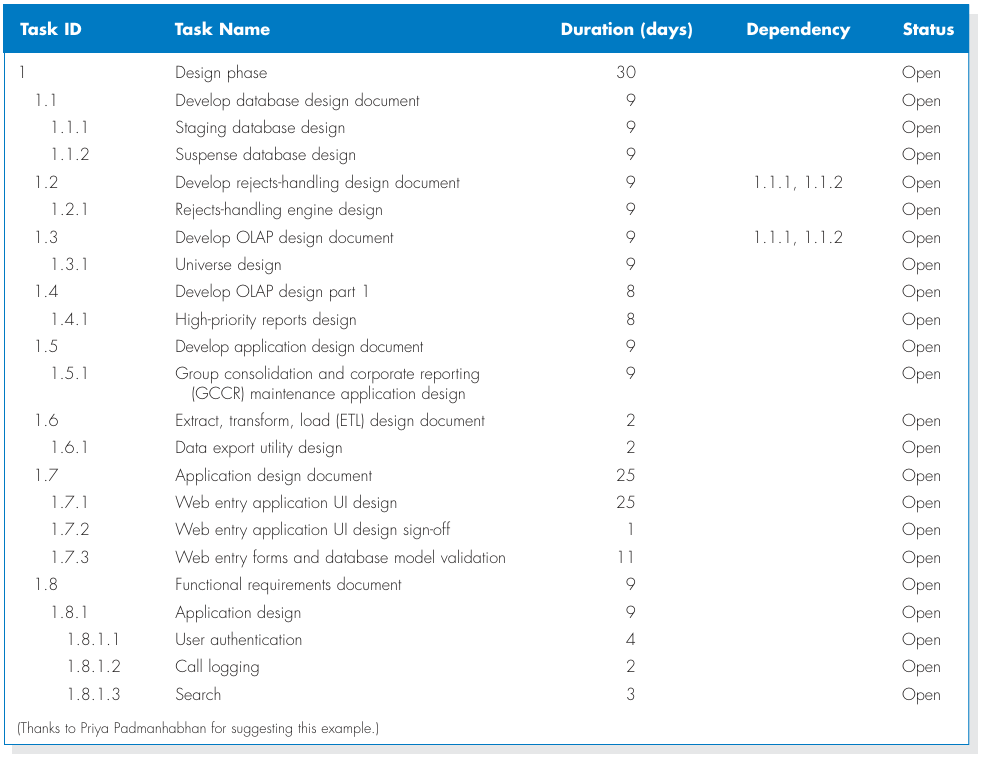 Task ID Task Name Duration (days) Dependency Status
1 Design phase 30 Open
1.1 Develop database design document 9 Open
1.1.1 Staging database design 9 Open
1.1.2 Suspense database design 9 Open
1.2 Develop rejects-handling design document 9 1.1.1, 1.1.2 Open
1.2.1 Rejects-handling engine design 9 Open
1.3 Develop OLAP design document 9 1.1.1, 1.1.2 Open
1.3.1 Universe design 9 Open
1.4 Develop OLAP design part 1 8 Open
1.4.1 High-priority reports design 8 Open
1.5 Develop application design document 9 Open
1.5.1 Group consolidation and corporate reporting 9 Open
(GCCR) maintenance application design
1.6 Extract, transform, load (ETL) design document 2 Open
1.6.1 Data export utility design 2 Open
1.7 Application design document 25 Open
1.7.1 Web entry application UI design 25 Open
1.7.2 Web entry application UI design sign-off 1 Open
1.7.3 Web entry forms and database model validation 11 Open
1.8 Functional requirements document 9 Open
1.8.1 Application design 9 Open
1.8.1.1 User authentication 4 Open
1.8.1.2 Call logging 2 Open
1.8.1.3 Search 3 Open
(Thanks to Priya Padmanhabhan for suggesting this example.)